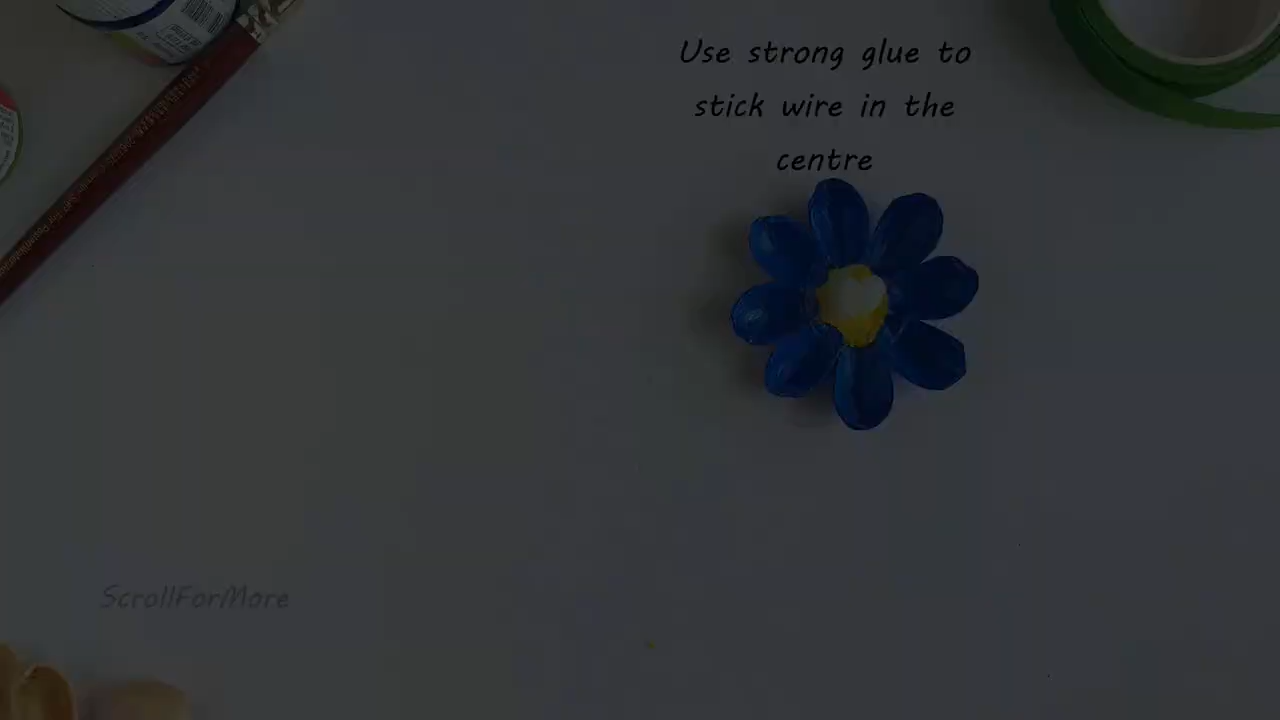 Use strong glue to
stick wire in the
centre
ScrollForMore